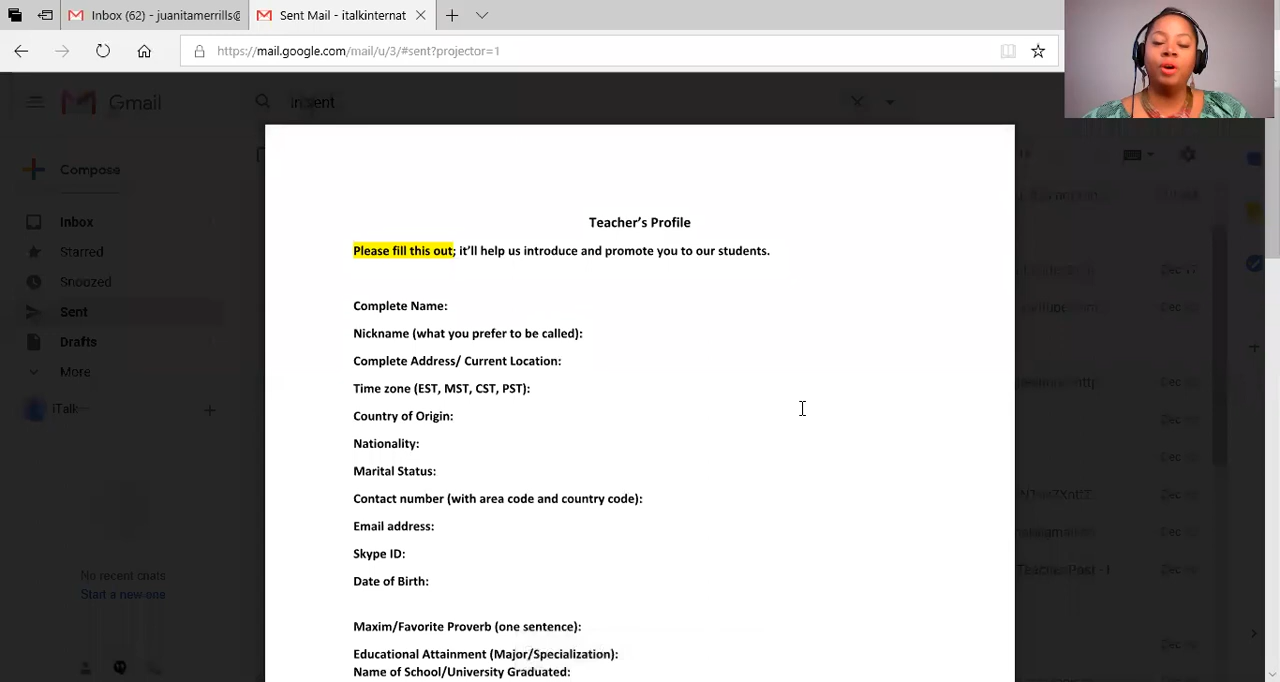 Inbox (62) - juanitamerrills@
Sent Mail - italkinternat
https://mail.google.com/mail/u/3/#sent?projector=1
Gmail
Compose
Inbox
Starred
Snoozed
Sent
Drafts
More
iTalk
No recent chats
Start a new one
Teacher's Profile
Please fill this out; it'll help us introduce and promote you to our students.
Complete Name:
Nickname (what you prefer to be called):
Complete Address/ Current Location:
Time zone (EST, MST, CST, PST):
Country of Origin:
Nationality:
Marital Status:
Contact number (with area code and country code):
Email address:
Skype ID:
Date of Birth:
Maxim/Favorite Proverb (one sentence):
Educational Attainment (Major/Specialization):
Name of School/University Graduated:
Dec 17